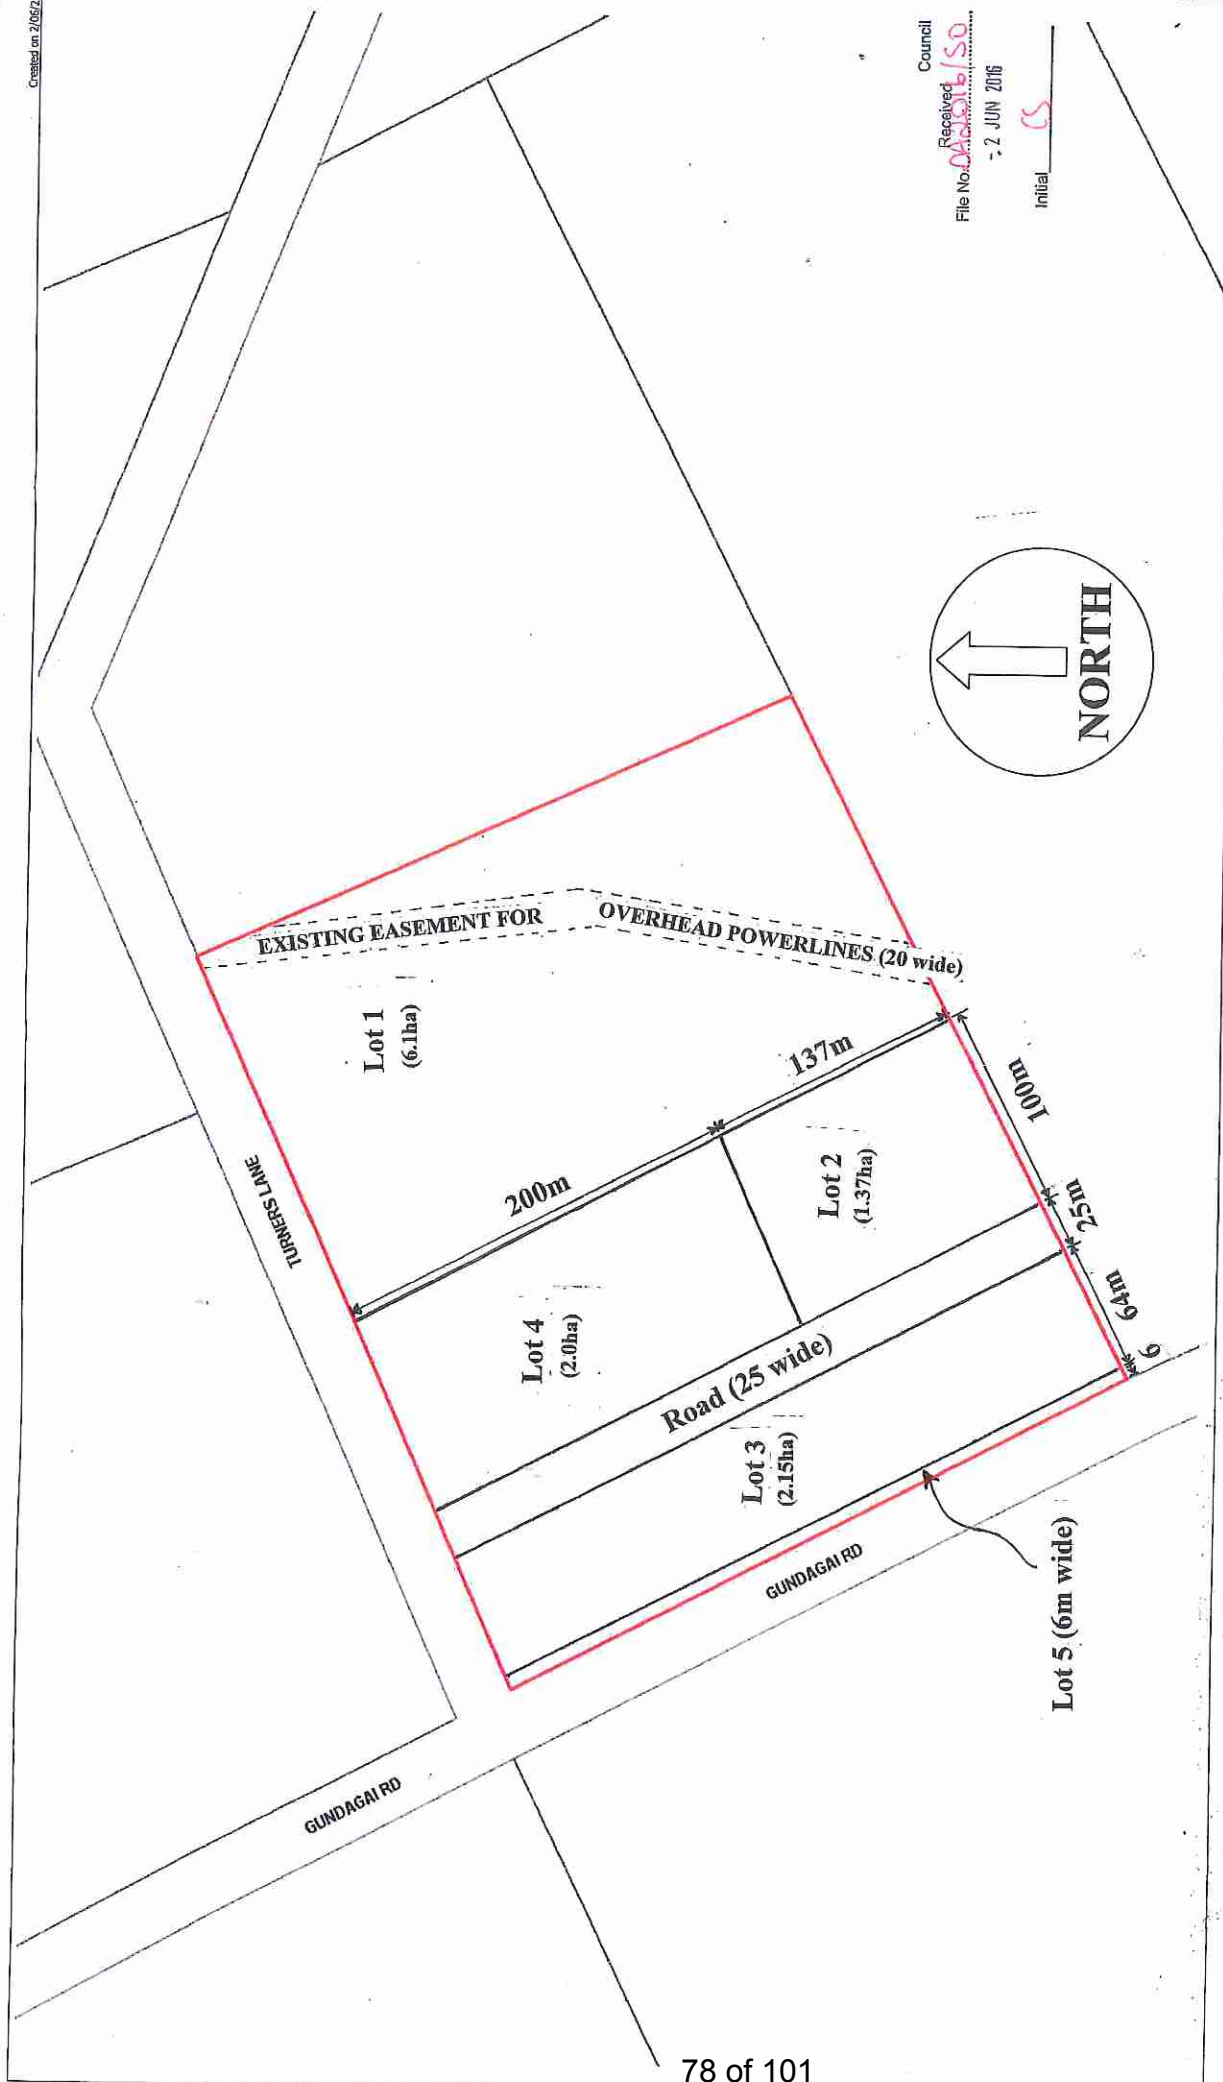 Created on 2/06/2
Council
Received
File No. DA2016/50
- 2 JUN 2016
Initial CS
TURNERS LANE
EXISTING EASEMENT FOR
OVERHEAD POWERLINES (20 wide)
Lot 1
(6.1ha)
200m
137m
Lot 4
(2.0ha)
Lot 2
(1.37ha)
100m
25m
64m
6
Road (25 wide)
Lot 3
(2.15ha)
GUNDAGAI RD
GUNDAGAI RD
Lot 5 (6m wide)
NORTH
78 of 101